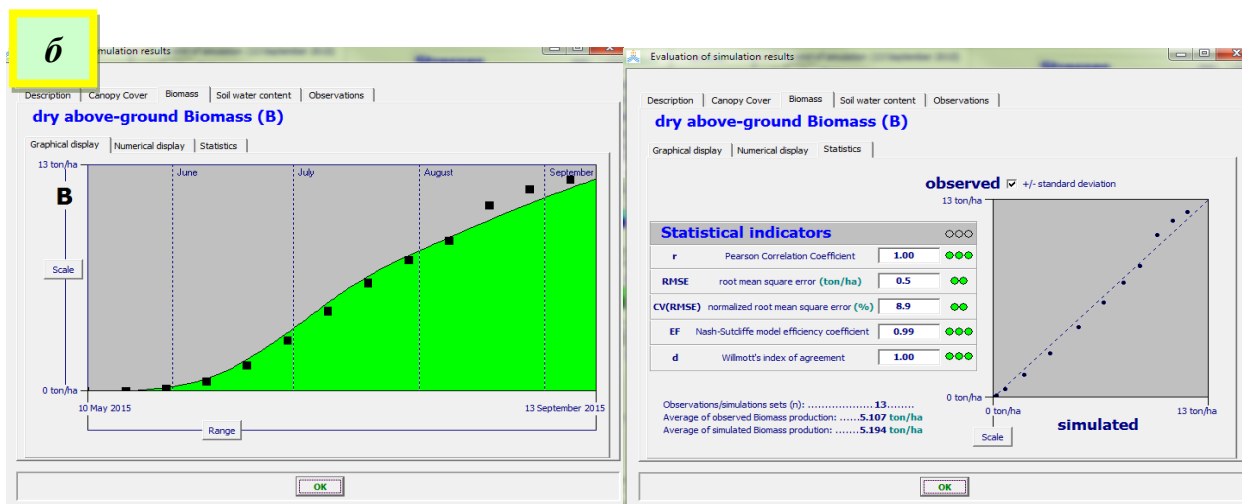 б
mulation results
Description Canopy Cover Biomass Soil water content Observations
dry above-ground Biomass (B)
Graphical display Numerical display Statistics
13 ton/ha
June July August September
B
Scale
0 ton/ha
10 May 2015 13 September 2015
Range
OK
Evaluation of simulation results
Description Canopy Cover Biomass Soil water content Observations
dry above-ground Biomass (B)
Graphical display Numerical display Statistics
observed +/- standard deviation
13 ton/ha
Statistical indicators
r Pearson Correlation Coefficient 1.00
RMSE root mean square error (ton/ha) 0.5
CV(RMSE) normalized root mean square error (%) 8.9
EF Nash-Sutcliffe model efficiency coefficient 0.99
d Willmott's index of agreement 1.00
Observations/simulations sets (n): ...................13........
Average of observed Biomass production: ......5.107 ton/ha
Average of simulated Biomass prodution: .......5.194 ton/ha
0 ton/ha
0 ton/ha 13 ton/ha
simulated
Scale
OK